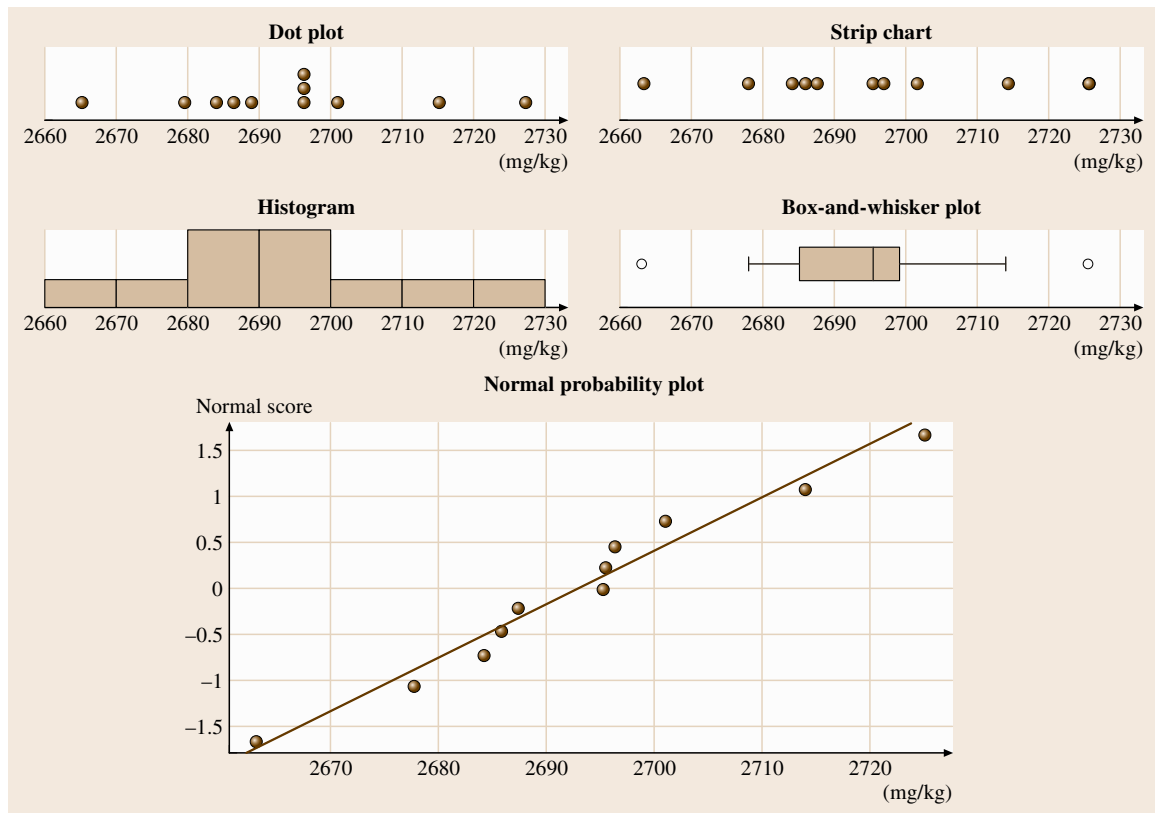 Dot plot
2660 2670 2680 2690 2700 2710 2720 2730
(mg/kg)
Strip chart
2660 2670 2680 2690 2700 2710 2720 2730
(mg/kg)
Histogram
2660 2670 2680 2690 2700 2710 2720 2730
(mg/kg)
Box-and-whisker plot
2660 2670 2680 2690 2700 2710 2720 2730
(mg/kg)
Normal probability plot
Normal score
1.5
1
0.5
0
−0.5
−1
−1.5
2670 2680 2690 2700 2710 2720
(mg/kg)